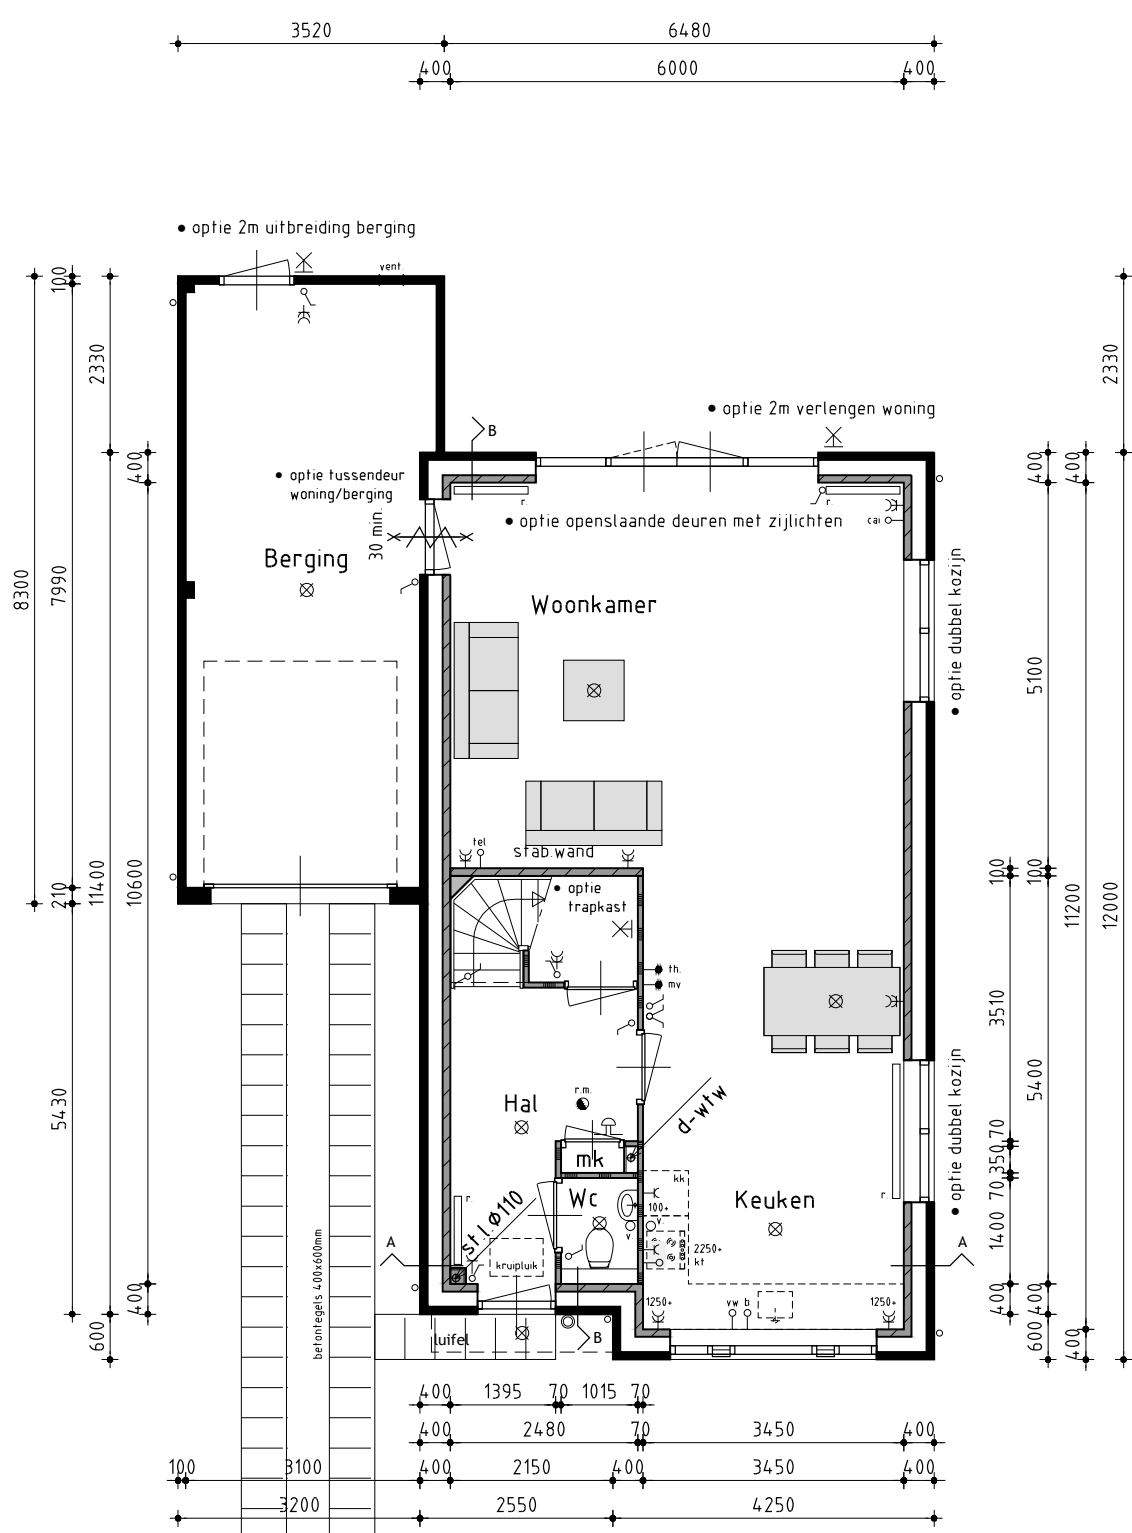 3520
6480
400
6000
400
• optie 2m uitbreiding berging
vent.
100
2330
2330
• optie 2m verlengen woning
B
400
400
400
• optie tussendeur
woning/berging
r.
r.
• optie openslaande deuren met zijlichten
cai
30 min.
Berging
• optie dubbel kozijn
8300
7990
Woonkamer
5100
tel
stab.wand
210
11400
10600
100
100
11200
12000
• optie
trapkast
th.
mv
3510
5430
5400
Hal
r.m.
d-wtw
• optie dubbel kozijn
70
350
70
1400
mk
kk
Wc
100+
Keuken
r.
r.
st.l.ø110
v
v.
2250+
kt
A
A
kruipluik
betontegels 400x600mm
400
400
400
1250+
vw b
1250+
600
luifel
B
600
400
400
1395
70
1015
70
400
2480
70
3450
400
100
3100
400
2150
400
3450
400
3200
2550
4250